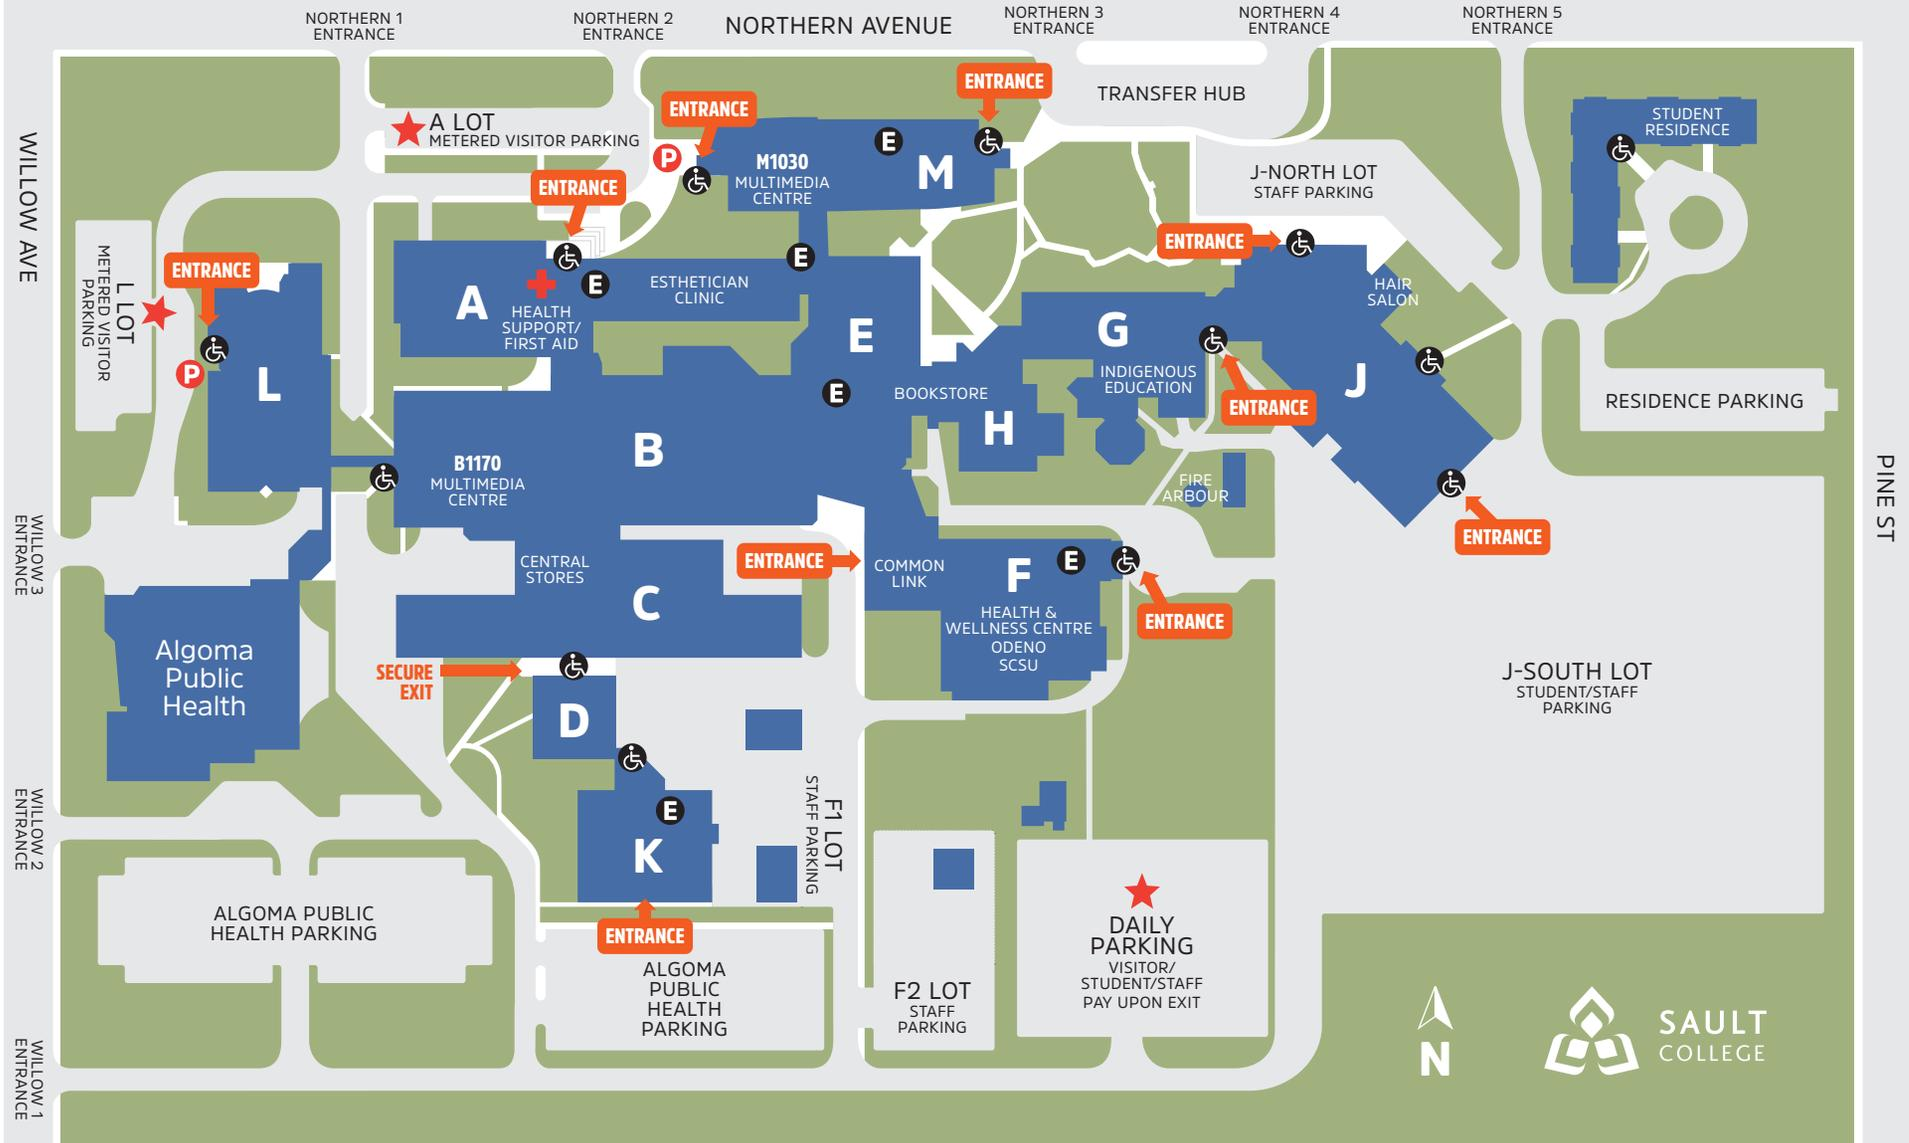 NORTHERN 1
ENTRANCE
NORTHERN 2
ENTRANCE
NORTHERN AVENUE
NORTHERN 3
ENTRANCE
NORTHERN 4
ENTRANCE
NORTHERN 5
ENTRANCE
ENTRANCE
TRANSFER HUB
ENTRANCE
A LOT
METERED VISITOR PARKING
STUDENT
RESIDENCE
E
P
M1030
MULTIMEDIA
CENTRE
M
J-NORTH LOT
STAFF PARKING
ENTRANCE
WILLOW AVE
ENTRANCE
ENTRANCE
L LOT
METERED VISITOR
PARKING
E
E
A
HEALTH
SUPPORT/
FIRST AID
ESTHETICIAN
CLINIC
HAIR
SALON
E
G
P
L
INDIGENOUS
EDUCATION
J
E
BOOKSTORE
ENTRANCE
RESIDENCE PARKING
H
B
B1170
MULTIMEDIA
CENTRE
FIRE
ARBOUR
PINE ST
WILLOW 3
ENTRANCE
ENTRANCE
ENTRANCE
CENTRAL
STORES
COMMON
LINK
F
E
C
HEALTH &
WELLNESS CENTRE
ODENO
SCSU
ENTRANCE
Algoma
Public
Health
SECURE
EXIT
J-SOUTH LOT
STUDENT/STAFF
PARKING
D
WILLOW 2
ENTRANCE
E
F1 LOT
STAFF PARKING
K
ALGOMA PUBLIC
HEALTH PARKING
ENTRANCE
DAILY
PARKING
VISITOR/
STUDENT/STAFF
PAY UPON EXIT
ALGOMA
PUBLIC
HEALTH
PARKING
F2 LOT
STAFF
PARKING
N
SAULT
COLLEGE
WILLOW 1
ENTRANCE